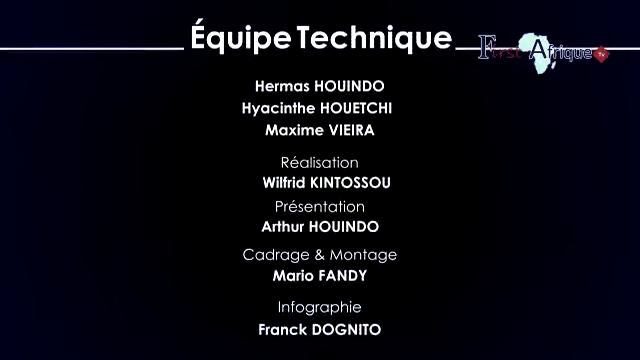 Équipe Technique
First Afrique
TV
Hermas HOUINDO
Hyacinthe HOUETCHI
Maxime VIEIRA
Réalisation
Wilfrid KINTOSSOU
Présentation
Arthur HOUINDO
Cadrage & Montage
Mario FANDY
Infographie
Franck DOGNITO